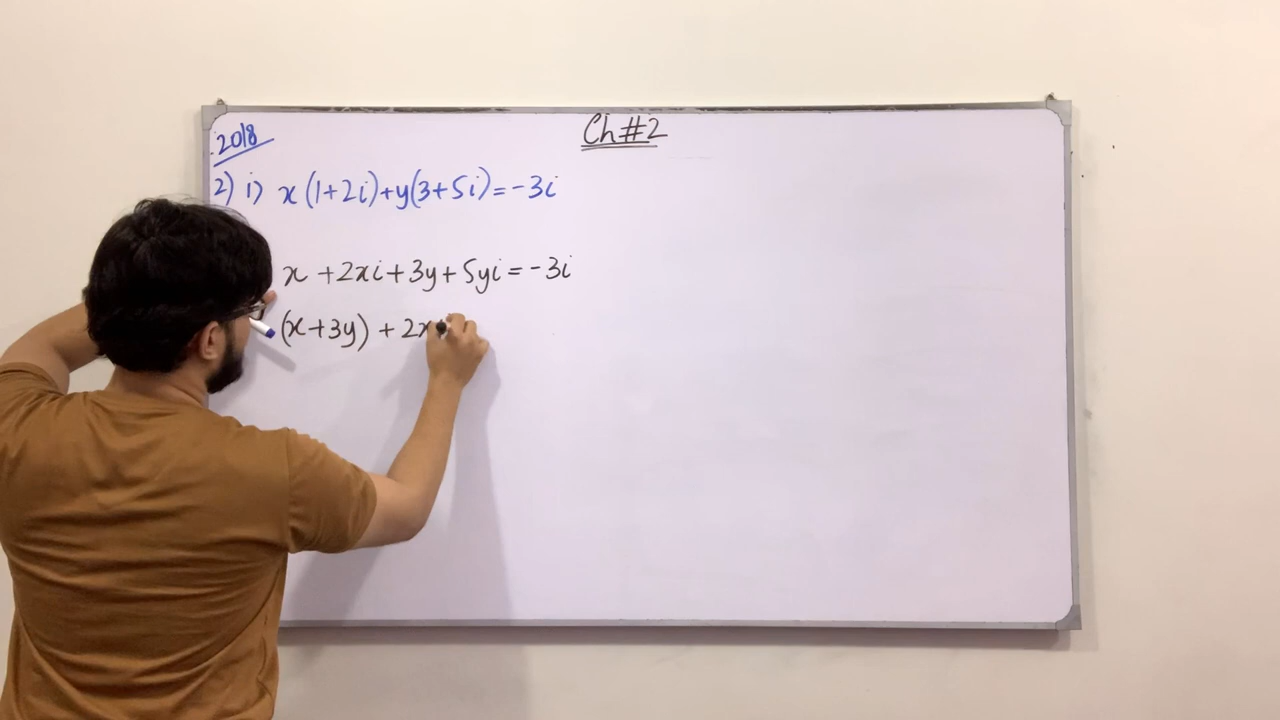 Ch#2
2018
2) i) x(1+2i)+y(3+5i)=-3i
x+2xi+3y+5yi=-3i
(x+3y)+2x